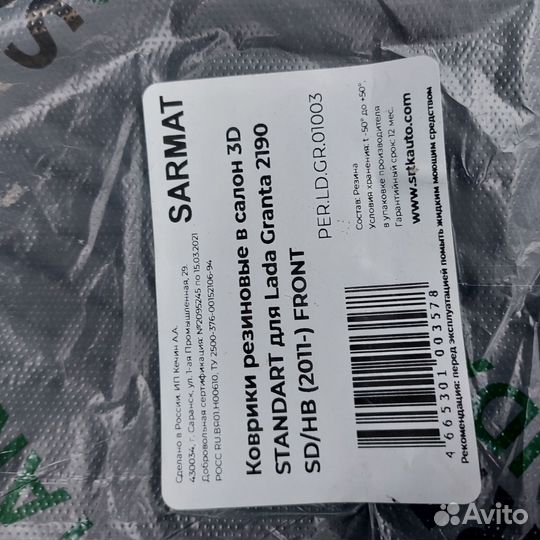 SARMAT
Сделано в России. ИП Кечин А.А.
430034, г. Саранск, ул. 1-ая Промышленная, 29.
Добровольная сертификация: №2095245 по 15.03.2021
РОСС RU.ВЯ01.Н00610, ТУ 2500-376-00152106-94
Коврики резиновые в салон 3D
STANDART для Lada Granta 2190
SD/HB (2011-) FRONT
PER.LD.GR.01003
Состав: Резина
Условия хранения: t -50° до +50°,
в упаковке производителя
Гарантийный срок: 12 мес.
www.srtkauto.com
4 665301 003578
Рекомендация: перед эксплуатацией помыть жидким моющим средством
Avito